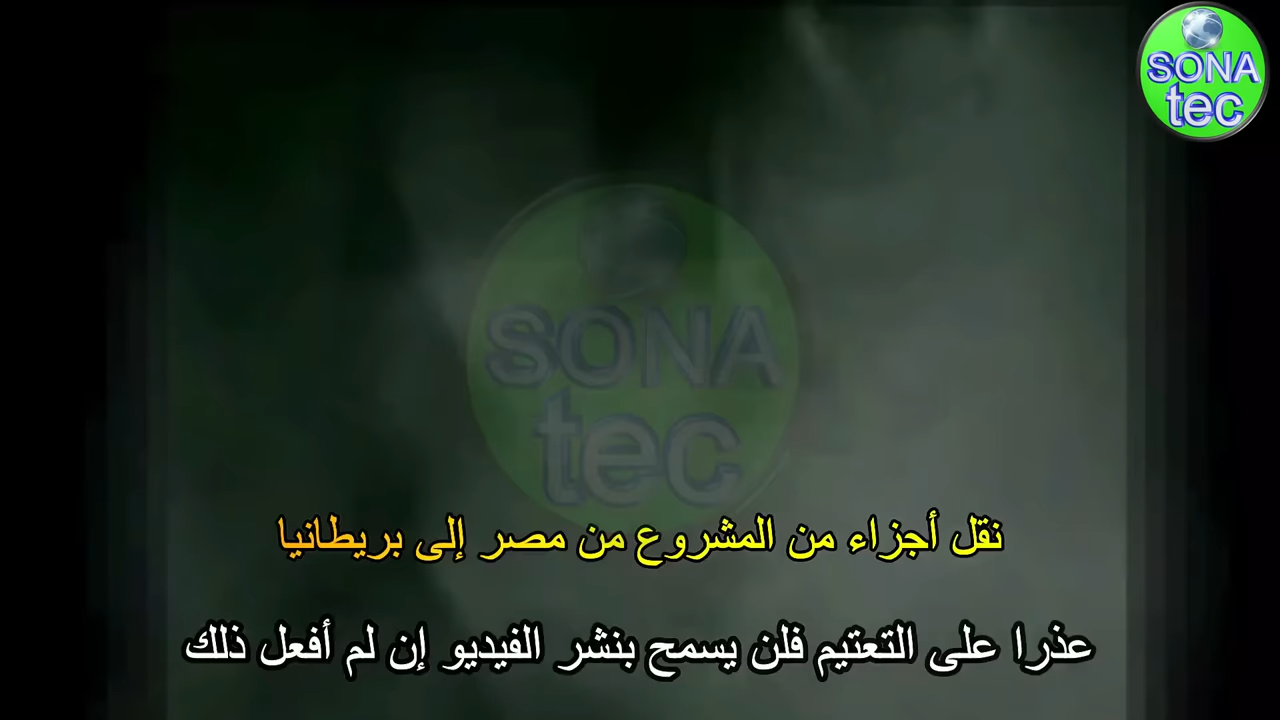 SONA
tec
SONA
tec
نقل أجزاء من المشروع من مصر إلى بريطانيا
عذرا على التعتيم فلن يسمح بنشر الفيديو إن لم أفعل ذلك